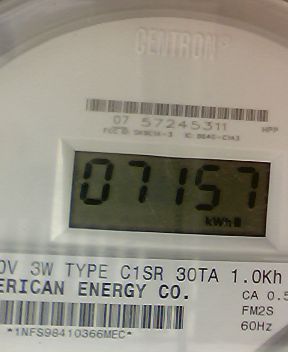 CENTRON®
07 57245311
HPP
07157
kWh
0V 3W TYPE C1SR 30TA 1.0Kh
ERICAN ENERGY CO.
CA 0.5
FM2S
60Hz
*1NFS98410366MEC*